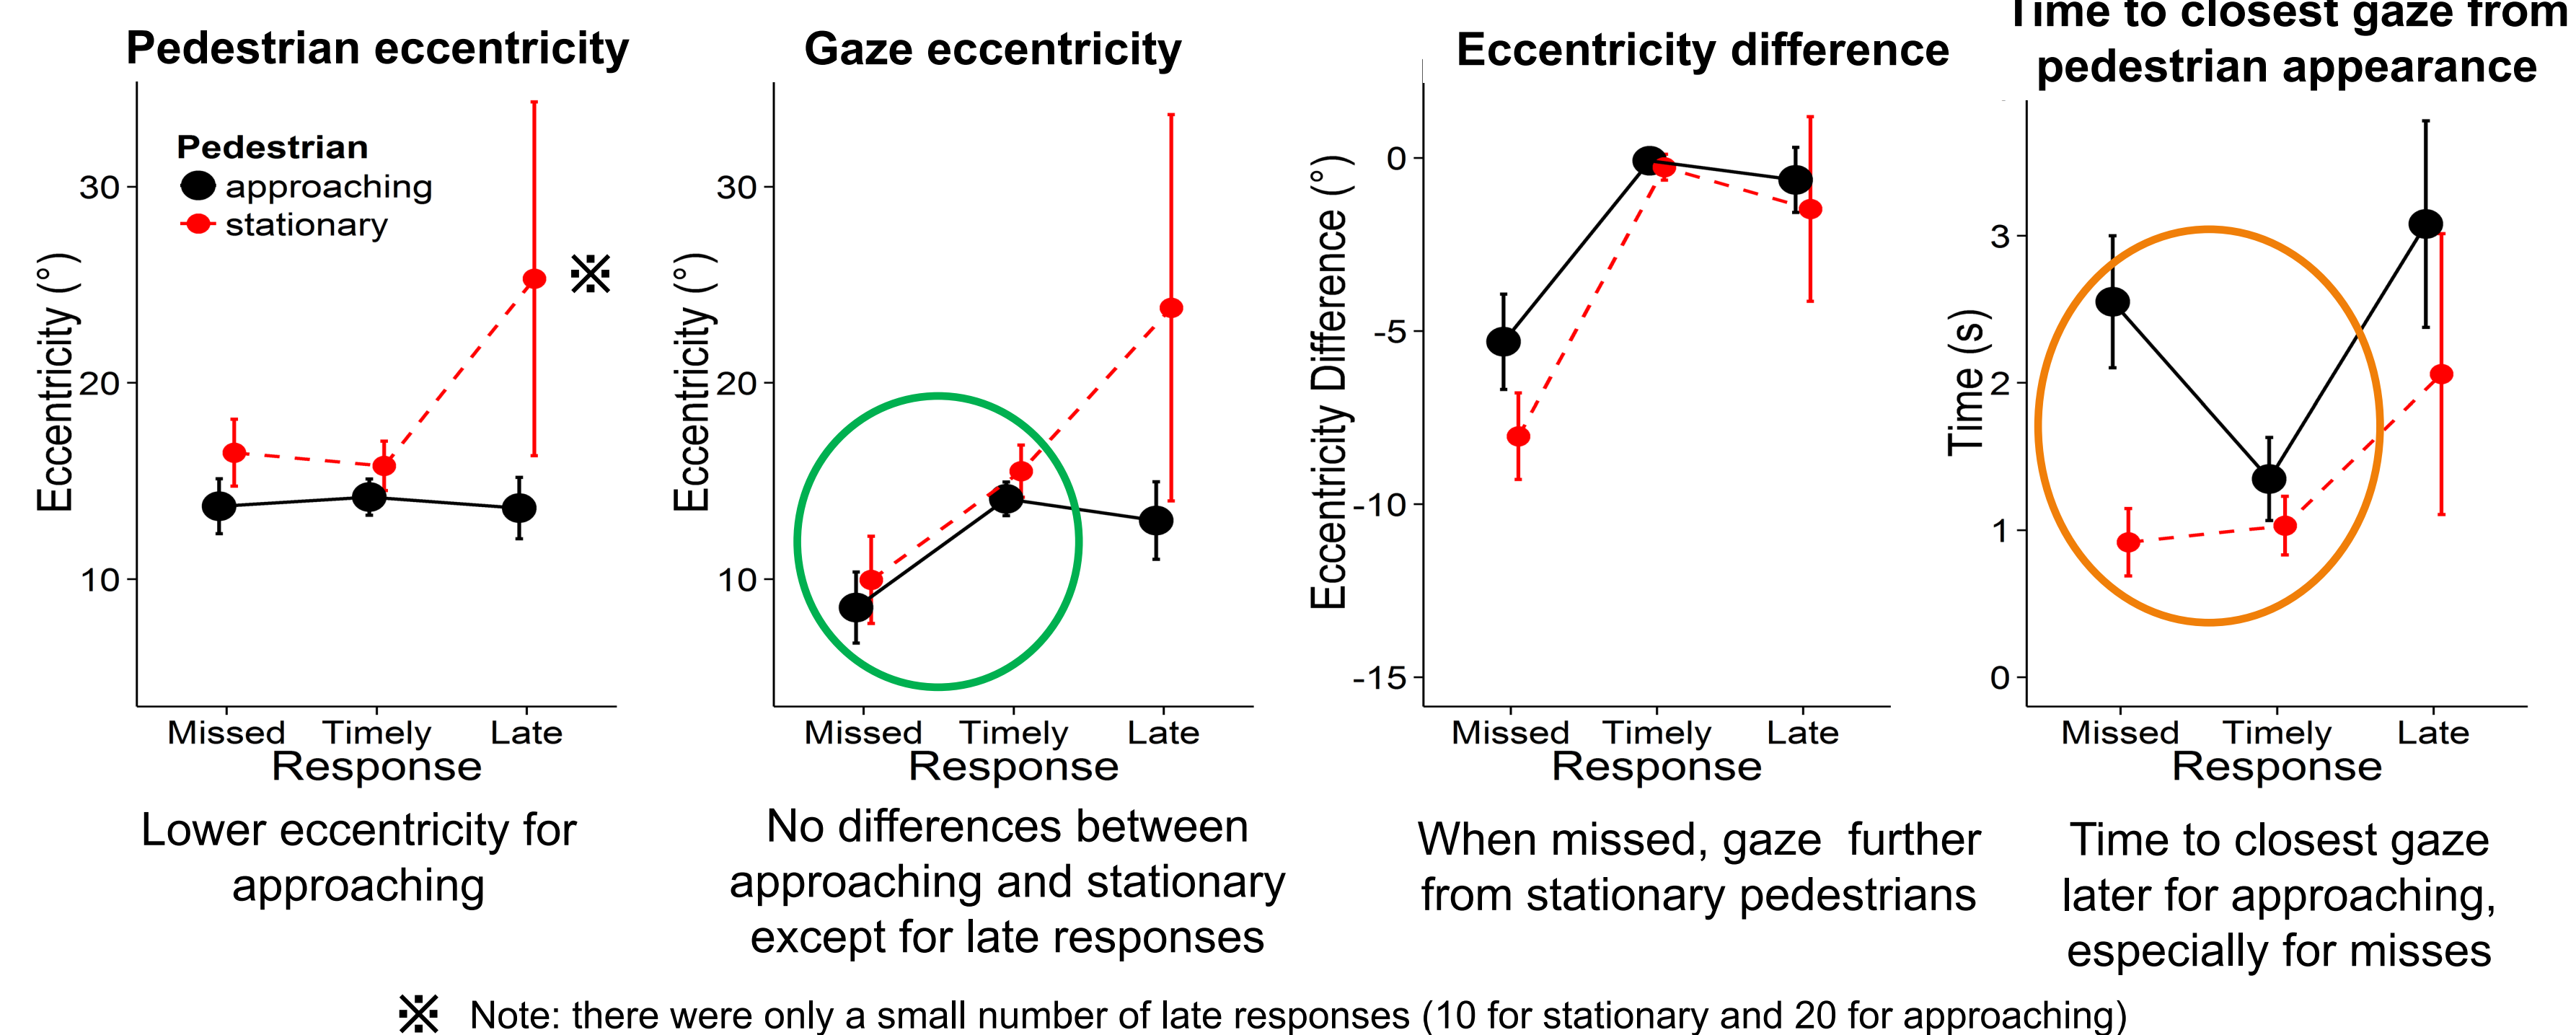 Pedestrian eccentricity
30
20
10
Eccentricity (°)
Pedestrian
approaching
stationary
※
Missed Timely Late
Response
Lower eccentricity for
approaching
Gaze eccentricity
30
20
10
Eccentricity (°)
Missed Timely Late
Response
No differences between
approaching and stationary
except for late responses
Eccentricity difference
0
-5
-10
-15
Eccentricity Difference (°)
Missed Timely Late
Response
When missed, gaze further
from stationary pedestrians
Time to closest gaze from
pedestrian appearance
3
2
1
0
Time (s)
Missed Timely Late
Response
Time to closest gaze
later for approaching,
especially for misses
※ Note: there were only a small number of late responses (10 for stationary and 20 for approaching)